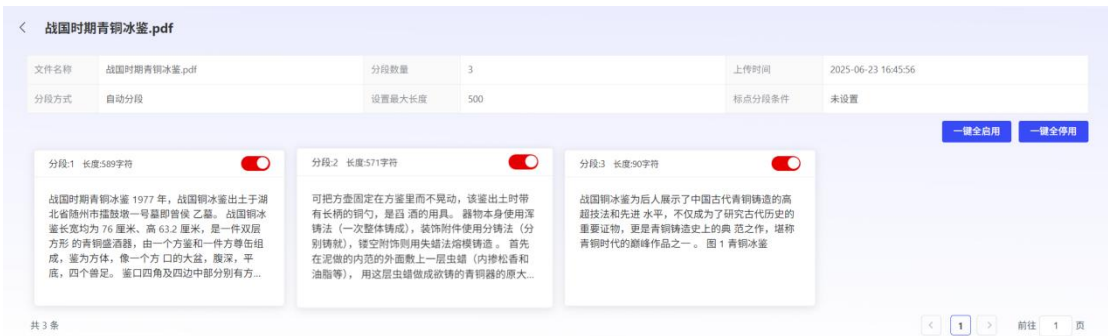 战国时期青铜冰鉴.pdf
文件名称 战国时期青铜冰鉴.pdf 分段数量 3 上传时间 2025-06-23 16:45:56
分段方式 自动分段 设置最大长度 500 标点分段条件 未设置
一键全启用 一键全停用
分段:1 长度:589字符
战国时期青铜冰鉴 1977 年，战国铜冰鉴出土于湖
北省随州市擂鼓墩一号墓即曾侯 乙墓。 战国铜冰
鉴长宽均为 76 厘米、高 63.2 厘米，是一件双层
方形 的青铜盛酒器，由一个方鉴和一件方尊缶组
成，鉴为方体，像一个方 口的大盆，腹深，平
底，四个兽足。 鉴口四角及四边中部分别有方...
分段:2 长度:571字符
可把方壶固定在方鉴里而不晃动，该鉴出土时带
有长柄的铜勺，是舀 酒的用具。 器物本身使用浑
铸法（一次整体铸成），装饰附件使用分铸法（分
别铸就），镂空附饰则用失蜡法熔模铸造 。 首先
在泥做的内范的外面敷上一层虫蜡（内掺松香和
油脂等）， 用这层虫蜡做成欲铸的青铜器的原大...
分段:3 长度:90字符
战国铜冰鉴为后人展示了中国古代青铜铸造的高
超技法和先进 水平，不仅成为了研究古代历史的
重要证物，更是青铜铸造史上的典 范之作，堪称
青铜时代的巅峰作品之一 。 图 1 青铜冰鉴
共 3 条
1 前往 1 页